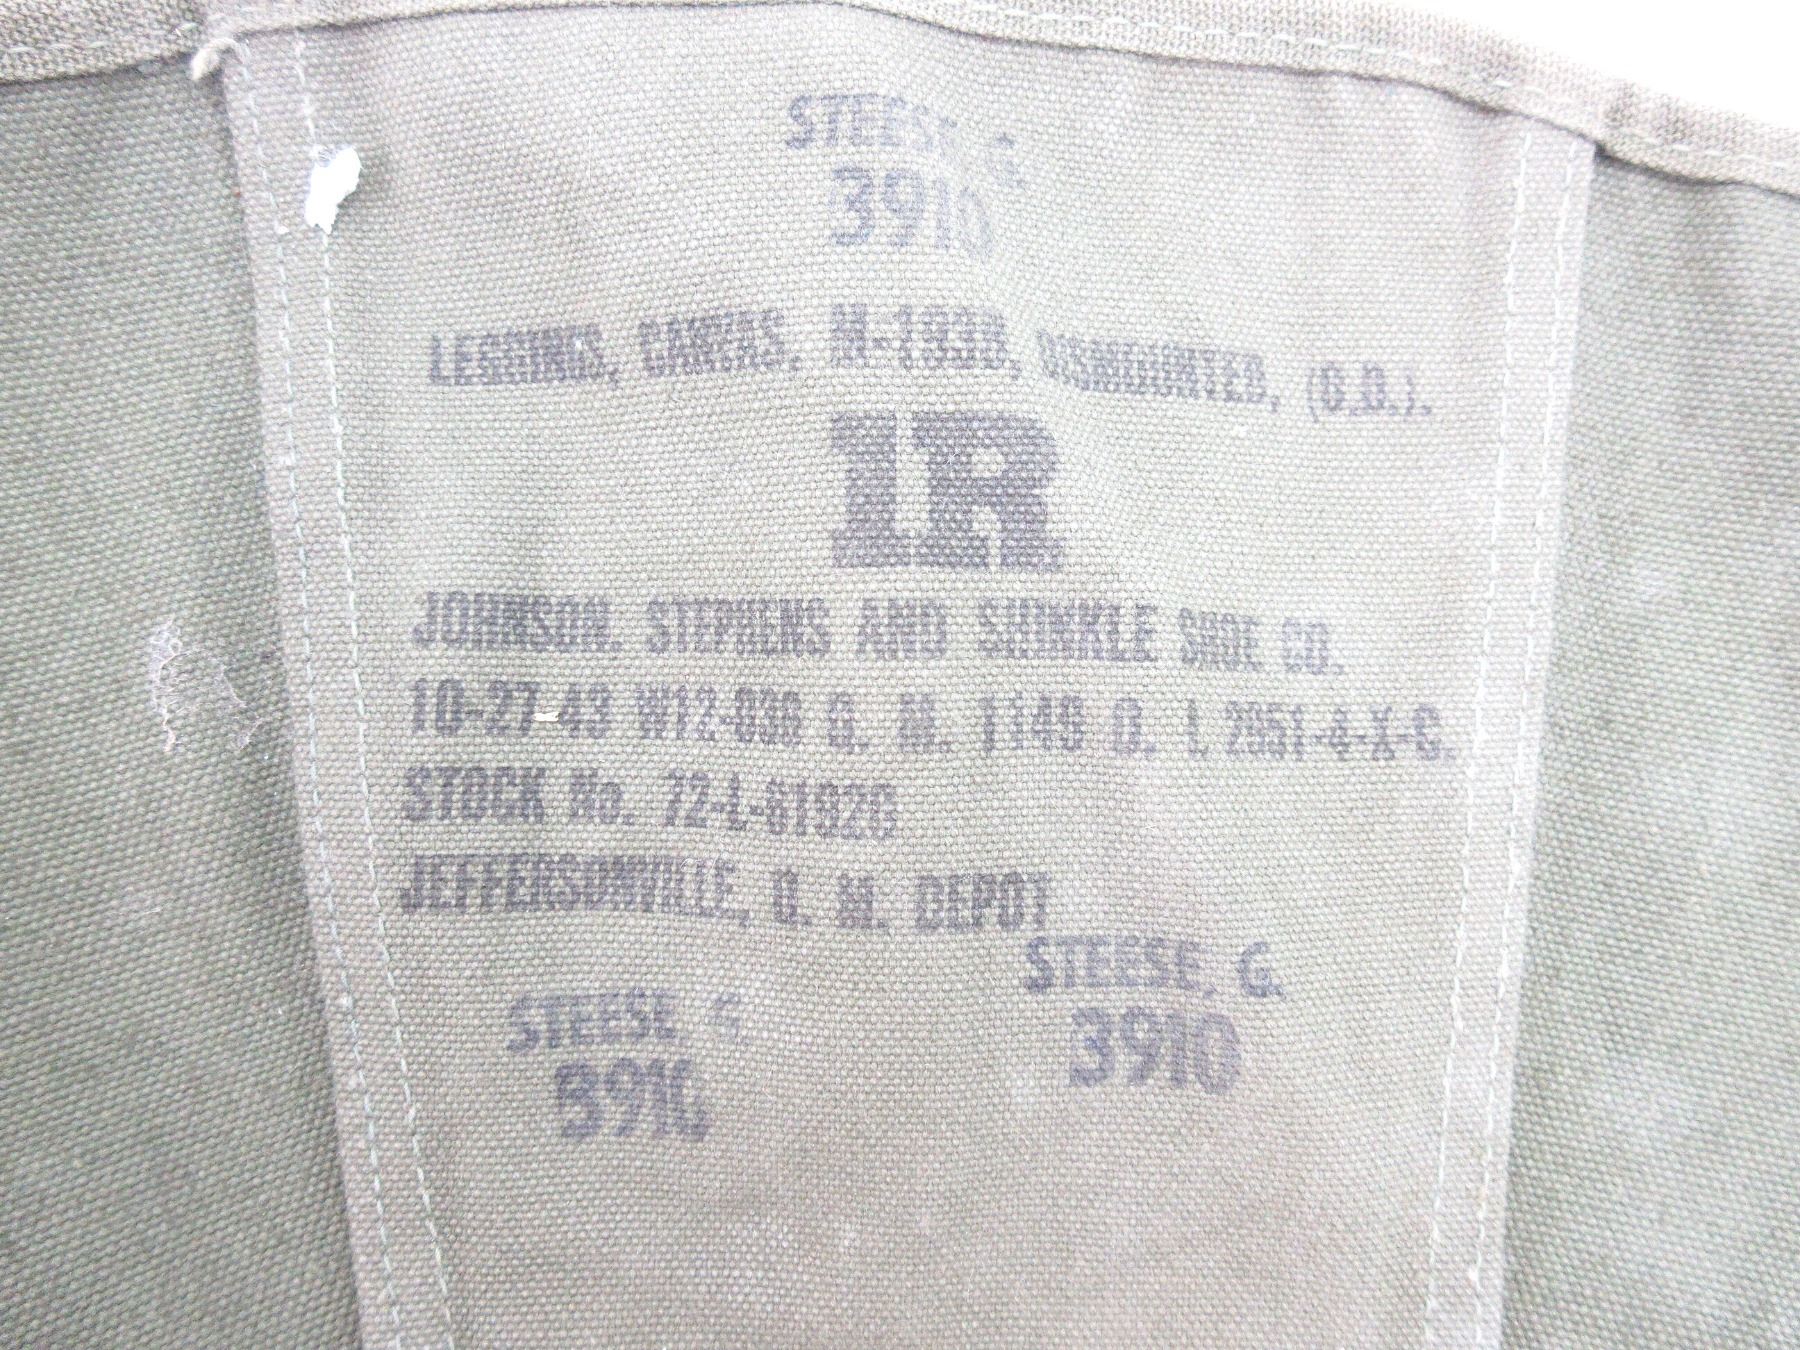 STEESE, G.
3910
LEGGINGS, CANVAS, M-1938, DISMOUNTED, (O.D.).
1R
JOHNSON, STEPHENS AND SHINKLE SHOE CO.
10-27-43 W12-036 Q. M. 1149 O. I. 2951-4-X-C.
STOCK No. 72-L-61920
JEFFERSONVILLE, Q. M. DEPOT
STEESE, G.
3910
STEESE G
3910